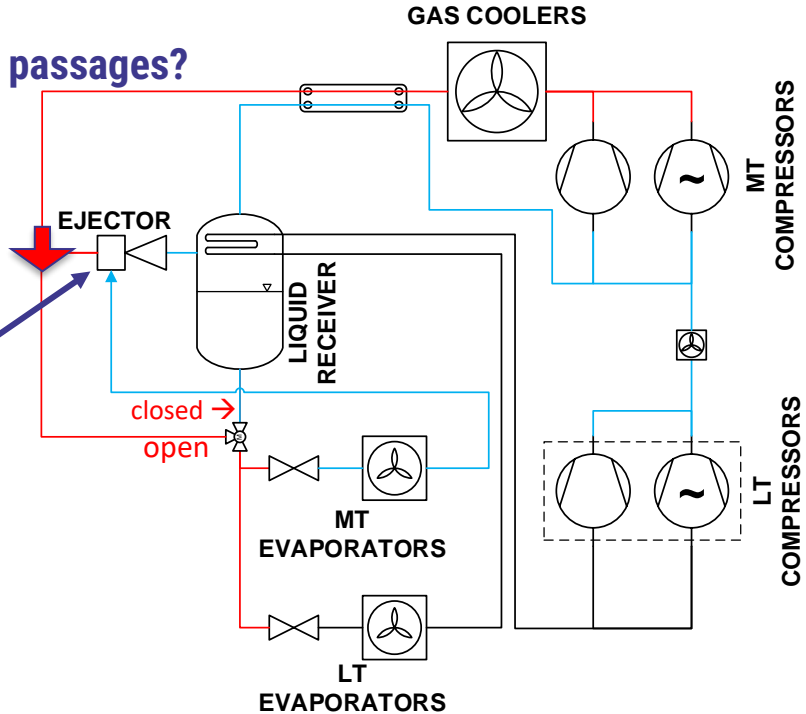 GAS COOLERS
passages?
MT
COMPRESSORS
EJECTOR
LIQUID
RECEIVER
~
closed →
open
MT
EVAPORATORS
~
LT
COMPRESSORS
LT
EVAPORATORS